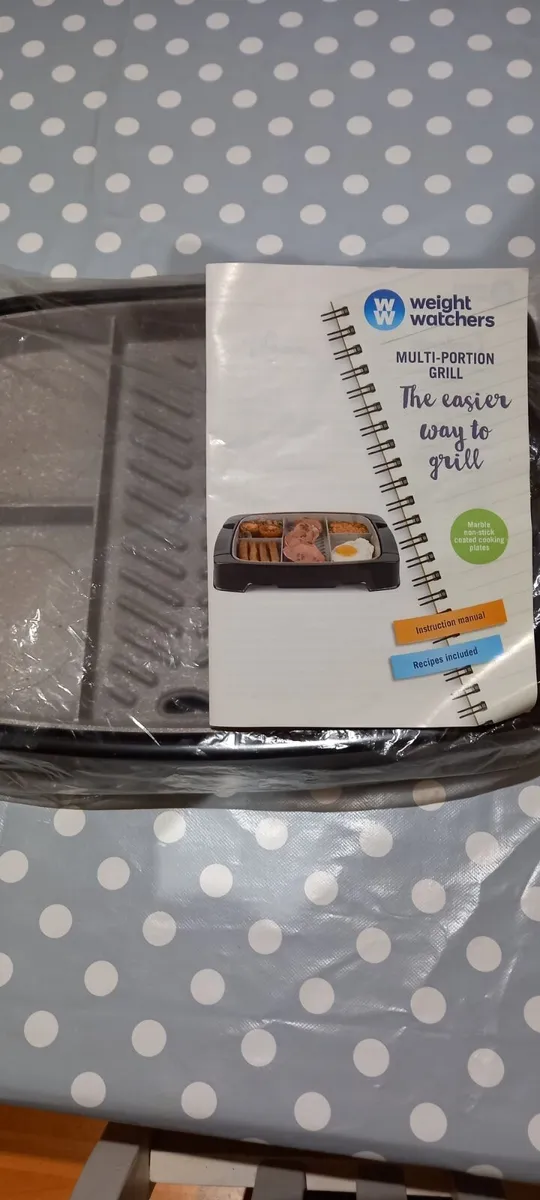 WW
weight
watchers
MULTI-PORTION
GRILL
The easier
way to
grill
Marble
non-stick
coated cooking
plates
Instruction manual
Recipes included